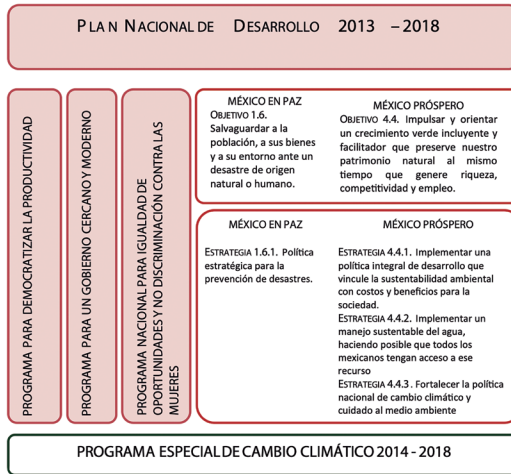 PLAN NACIONAL DE DESARROLLO 2013 – 2018
PROGRAMA PARA DEMOCRATIZAR LA PRODUCTIVIDAD
PROGRAMA PARA UN GOBIERNO CERCANO Y MODERNO
PROGRAMA NACIONAL PARA IGUALDAD DE
OPORTUNIDADES Y NO DISCRIMINACIÓN CONTRA LAS
MUJERES
MÉXICO EN PAZ
OBJETIVO 1.6.
Salvaguardar a la
población, a sus bienes
y a su entorno ante un
desastre de origen
natural o humano.
MÉXICO PRÓSPERO
OBJETIVO 4.4. Impulsar y orientar
un crecimiento verde incluyente y
facilitador que preserve nuestro
patrimonio natural al mismo
tiempo que genere riqueza,
competitividad y empleo.
MÉXICO EN PAZ
ESTRATEGIA 1.6.1. Política
estratégica para la
prevención de desastres.
MÉXICO PRÓSPERO
ESTRATEGIA 4.4.1. Implementar una
política integral de desarrollo que
vincule la sustentabilidad ambiental
con costos y beneficios para la
sociedad.
ESTRATEGIA 4.4.2. Implementar un
manejo sustentable del agua,
haciendo posible que todos los
mexicanos tengan acceso a ese
recurso
ESTRATEGIA 4.4.3. Fortalecer la política
nacional de cambio climático y
cuidado al medio ambiente
PROGRAMA ESPECIAL DE CAMBIO CLIMÁTICO 2014 - 2018